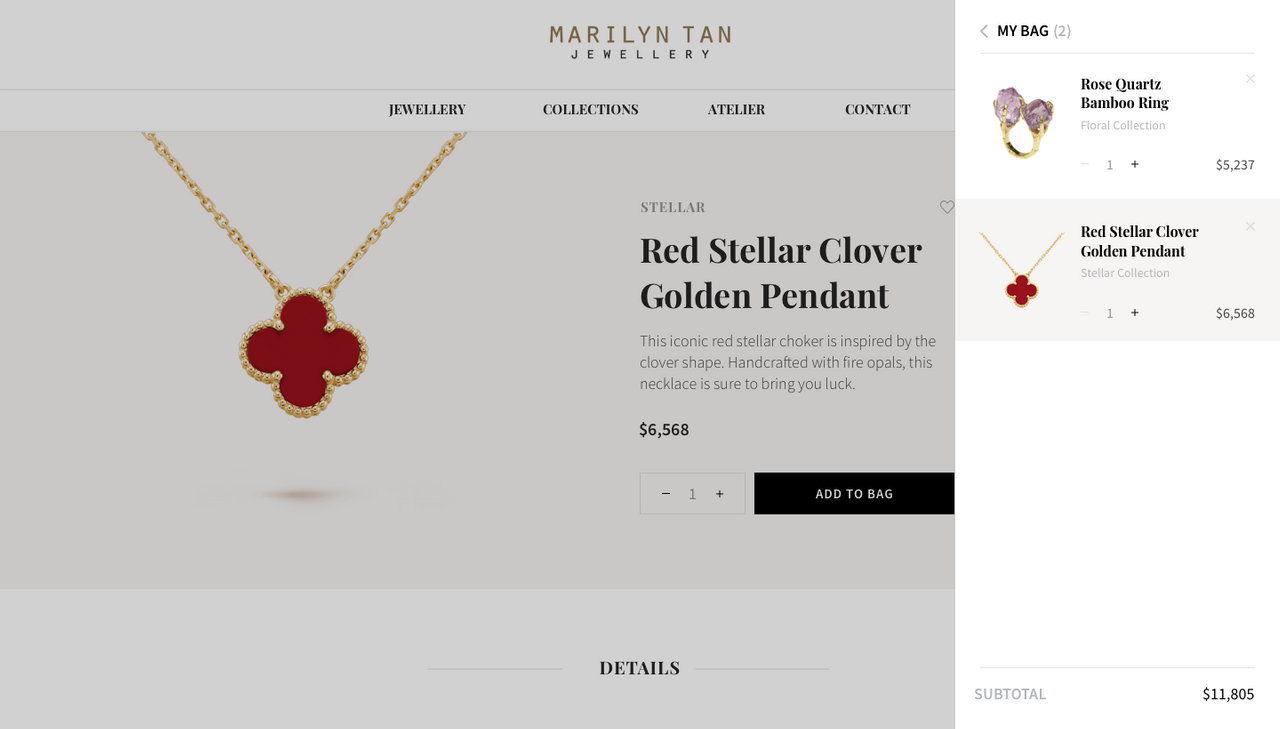 MARILYN TAN
JEWELLERY
JEWELLERY
COLLECTIONS
ATELIER
CONTACT
STELLAR
Red Stellar Clover
Golden Pendant
This iconic red stellar choker is inspired by the
clover shape. Handcrafted with fire opals, this
necklace is sure to bring you luck.
$6,568
− 1 +
ADD TO BAG
DETAILS
MY BAG (2)
Rose Quartz
Bamboo Ring
Floral Collection
− 1 +
$5,237
Red Stellar Clover
Golden Pendant
Stellar Collection
− 1 +
$6,568
SUBTOTAL
$11,805